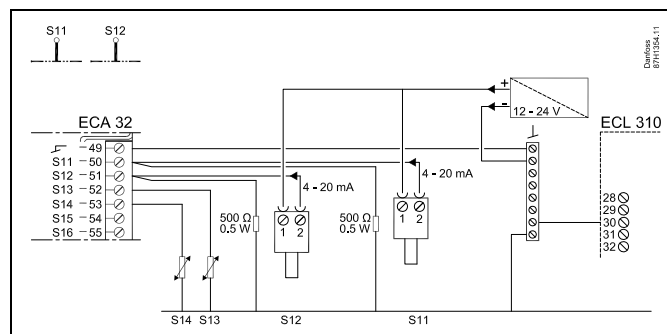 S11 S12
Danfoss
87H1354.11
+
-
12 - 24 V
ECA 32
ECL 310
49
S11 50
S12 51
S13 52
S14 53
S15 54
S16 55
4 - 20 mA
4 - 20 mA
500 Ω
0.5 W
1 2
500 Ω
0.5 W
1 2
28
29
30
31
32
S14 S13 S12 S11